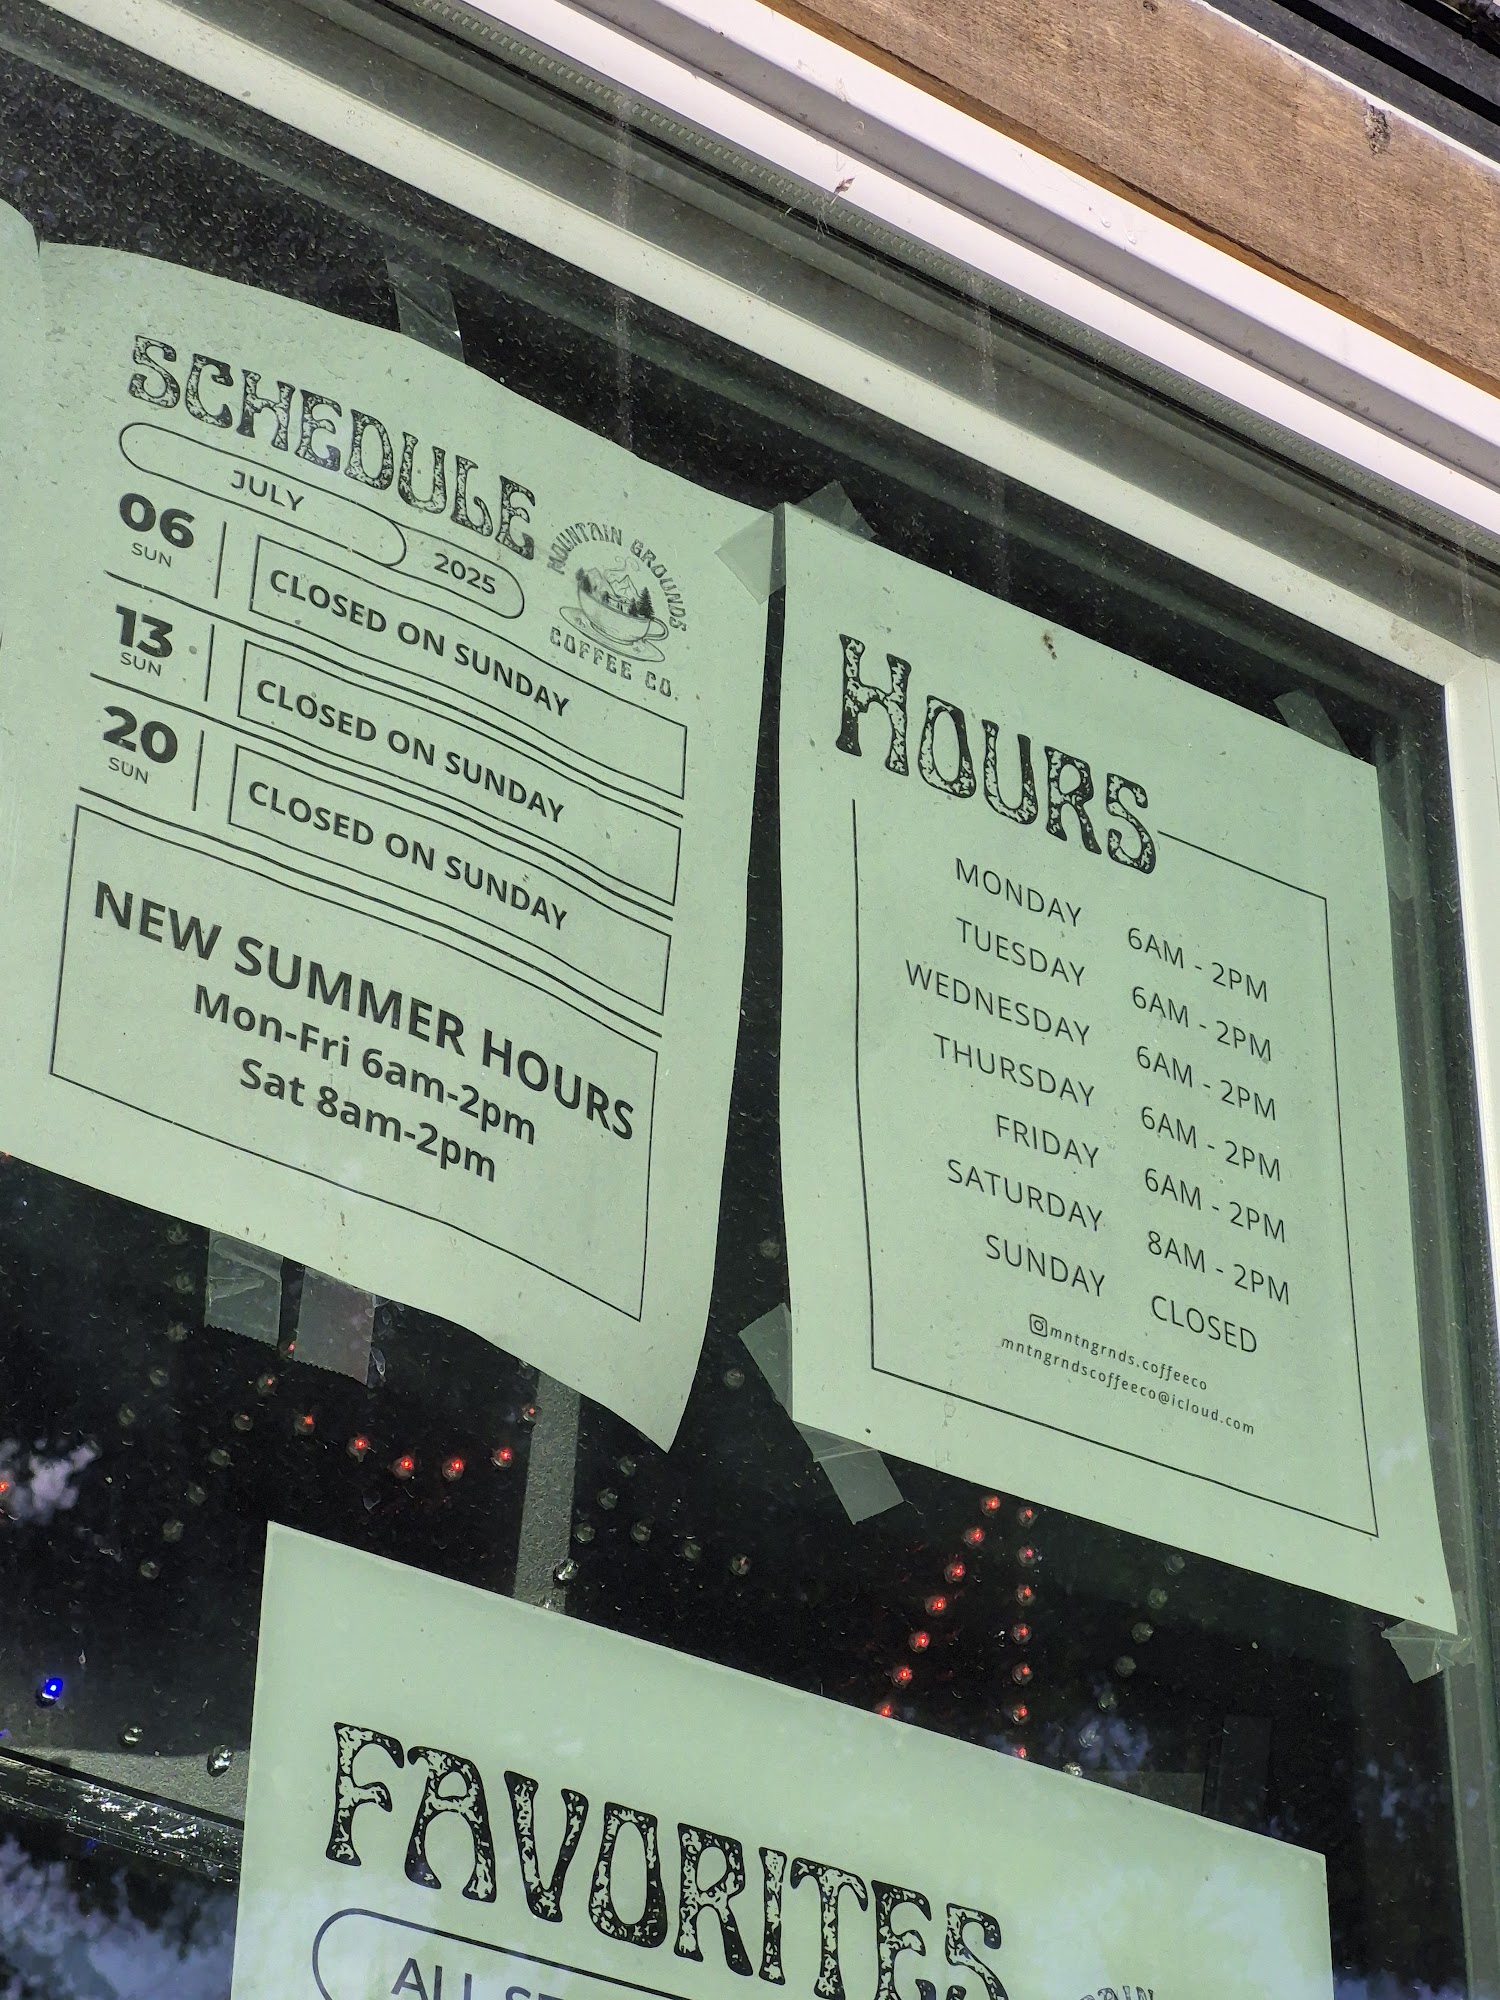 SCHEDULE
JULY
2025
MOUNTAIN GROUNDS
COFFEE CO.
06
SUN
CLOSED ON SUNDAY
13
SUN
CLOSED ON SUNDAY
20
SUN
CLOSED ON SUNDAY
NEW SUMMER HOURS
Mon-Fri 6am-2pm
Sat 8am-2pm
HOURS
MONDAY 6AM - 2PM
TUESDAY 6AM - 2PM
WEDNESDAY 6AM - 2PM
THURSDAY 6AM - 2PM
FRIDAY 6AM - 2PM
SATURDAY 8AM - 2PM
SUNDAY CLOSED
mntngrnds.coffeeco
mntngrndscoffeeco@icloud.com
FAVORITES
ALL